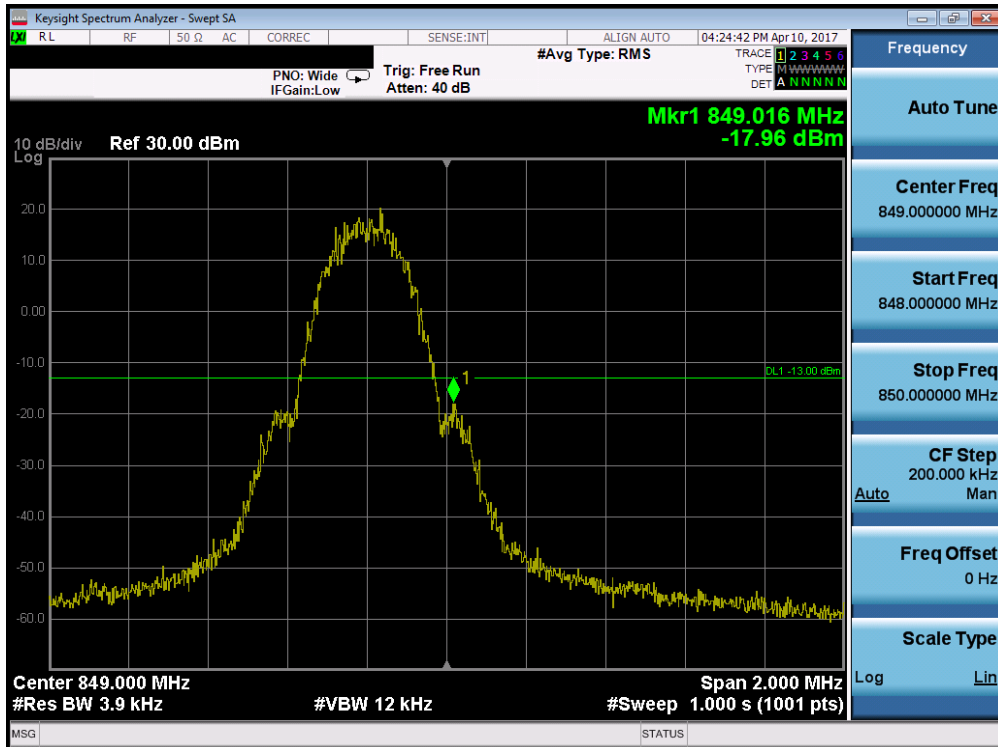 Keysight Spectrum Analyzer - Swept SA
LXI RL RF 50 Ω AC CORREC SENSE:INT ALIGN AUTO 04:24:42 PM Apr 10, 2017
Frequency
#Avg Type: RMS
TRACE 1 2 3 4 5 6
PNO: Wide
Trig: Free Run
TYPE M WWWWW
IFGain:Low
Atten: 40 dB
DET A N N N N N
Auto Tune
Mkr1 849.016 MHz
-17.96 dBm
10 dB/div
Ref 30.00 dBm
Log
20.0
10.0
0.00
-10.0
-20.0
-30.0
-40.0
-50.0
-60.0
1
DL1 -13.00 dBm
Center Freq
849.000000 MHz
Start Freq
848.000000 MHz
Stop Freq
850.000000 MHz
CF Step
200.000 kHz
Auto Man
Freq Offset
0 Hz
Scale Type
Log Lin
Center 849.000 MHz
Span 2.000 MHz
#Res BW 3.9 kHz
#VBW 12 kHz
#Sweep 1.000 s (1001 pts)
MSG
STATUS